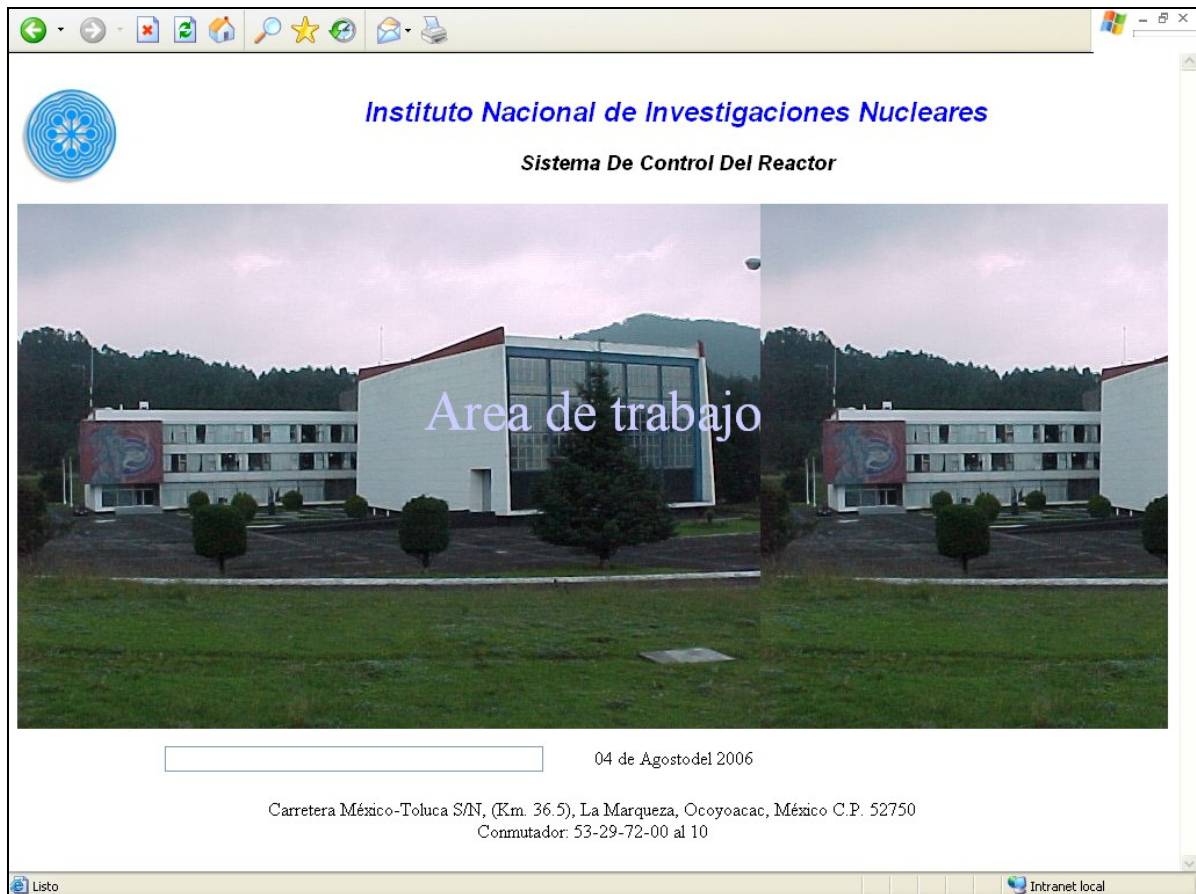 Instituto Nacional de Investigaciones Nucleares
Sistema De Control Del Reactor
Area de trabajo
04 de Agostodel 2006
Carretera México-Toluca S/N, (Km. 36.5), La Marqueza, Ocoyoacac, México C.P. 52750
Conmutador: 53-29-72-00 al 10
Listo
Intranet local